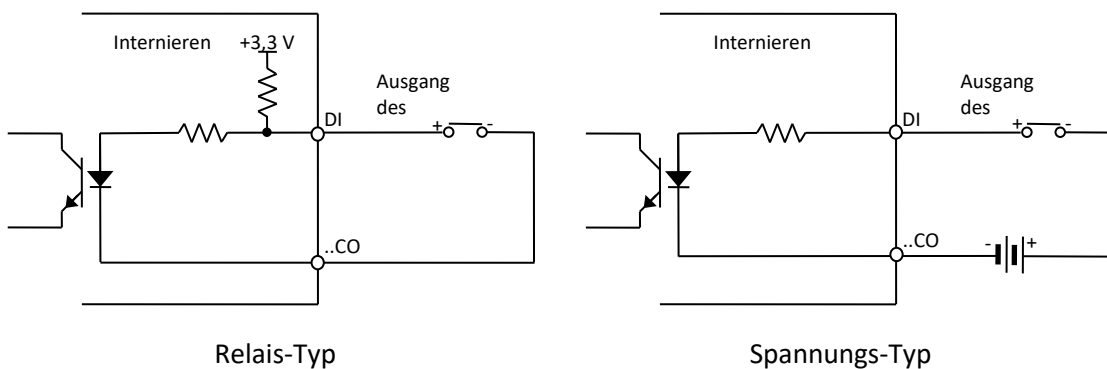 Internieren +3,3 V
Ausgang
des
DI
+ -
..CO
Relais-Typ
Internieren
Ausgang
des
DI
+ -
..CO
- +
Spannungs-Typ